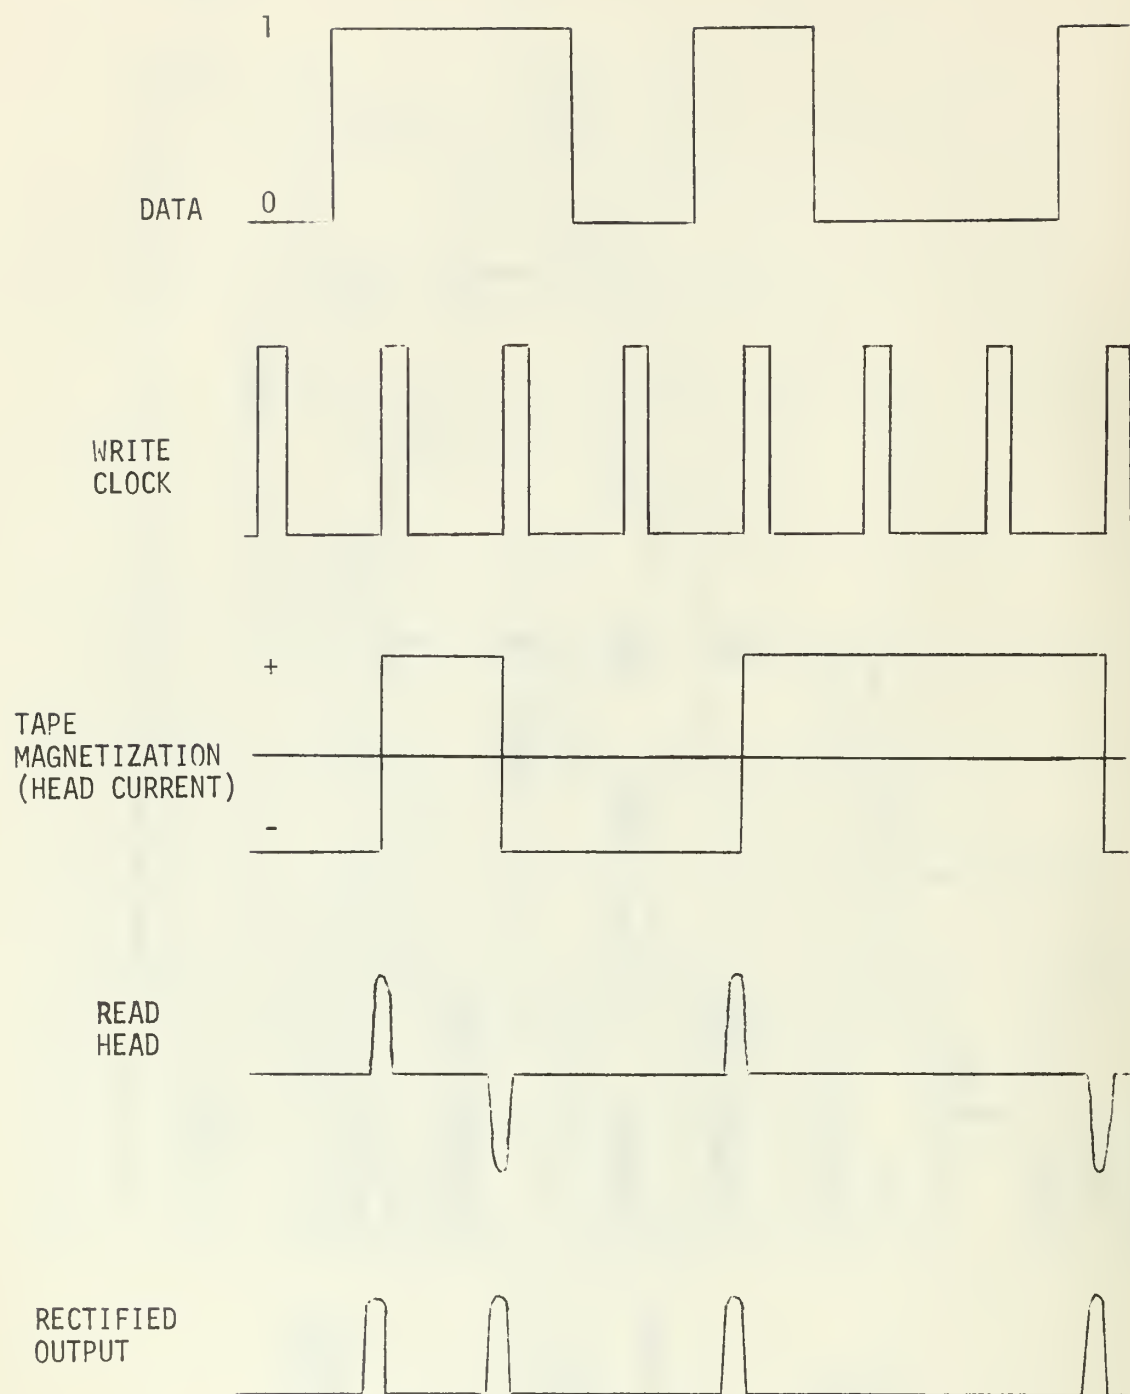 1
DATA
0
WRITE
CLOCK
+
TAPE
MAGNETIZATION
(HEAD CURRENT)
-
READ
HEAD
RECTIFIED
OUTPUT